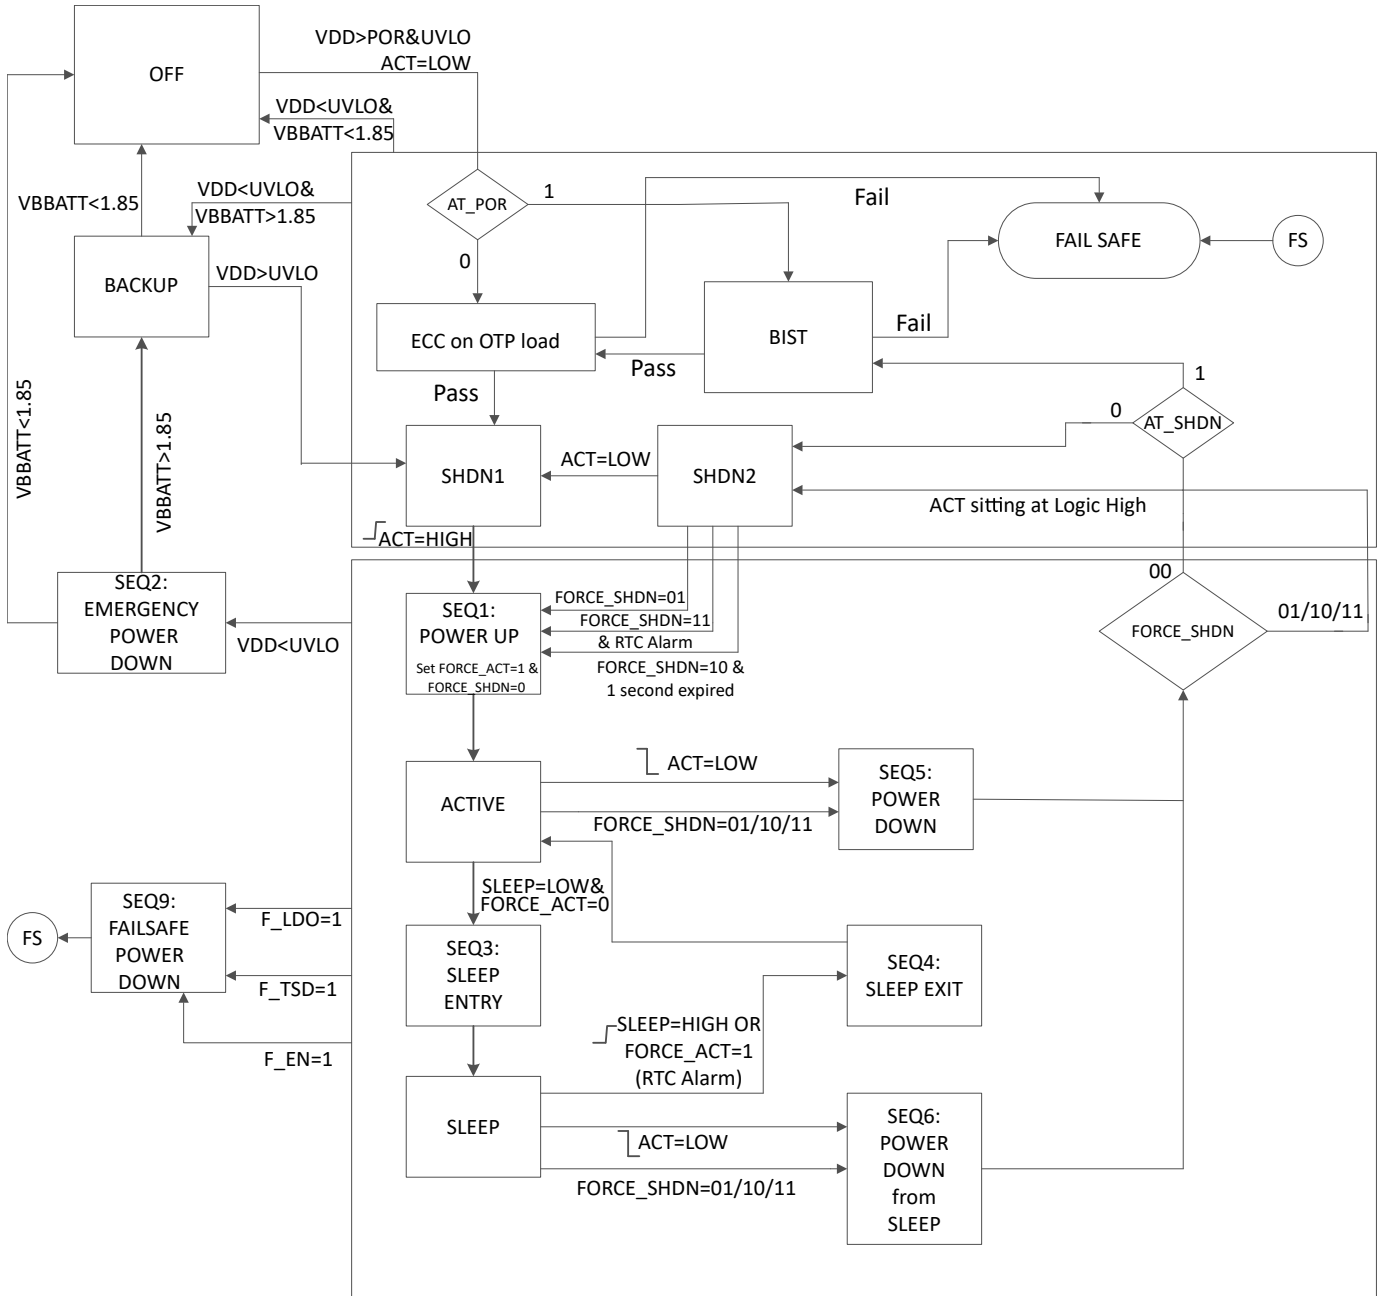 OFF
VDD>POR&UVLO
ACT=LOW
VDD<UVLO&
VBBATT<1.85
VBBATT<1.85
VDD<UVLO&
VBBATT>1.85
BACKUP
VDD>UVLO
AT_POR
1
0
Fail
FAIL SAFE
FS
ECC on OTP load
BIST
Fail
Pass
Pass
1
0
AT_SHDN
SHDN1
ACT=LOW
SHDN2
ACT sitting at Logic High
ACT=HIGH
VBBATT<1.85
VBBATT>1.85
SEQ2:
EMERGENCY
POWER
DOWN
VDD<UVLO
SEQ1:
POWER UP
Set FORCE_ACT=1 &
FORCE_SHDN=0
FORCE_SHDN=01
FORCE_SHDN=11
& RTC Alarm
FORCE_SHDN=10 &
1 second expired
00
FORCE_SHDN
01/10/11
ACTIVE
ACT=LOW
FORCE_SHDN=01/10/11
SEQ5:
POWER
DOWN
SLEEP=LOW&
FORCE_ACT=0
SEQ9:
FAILSAFE
POWER
DOWN
FS
F_LDO=1
F_TSD=1
F_EN=1
SEQ3:
SLEEP
ENTRY
SEQ4:
SLEEP EXIT
SLEEP=HIGH OR
FORCE_ACT=1
(RTC Alarm)
SLEEP
ACT=LOW
FORCE_SHDN=01/10/11
SEQ6:
POWER
DOWN
from
SLEEP